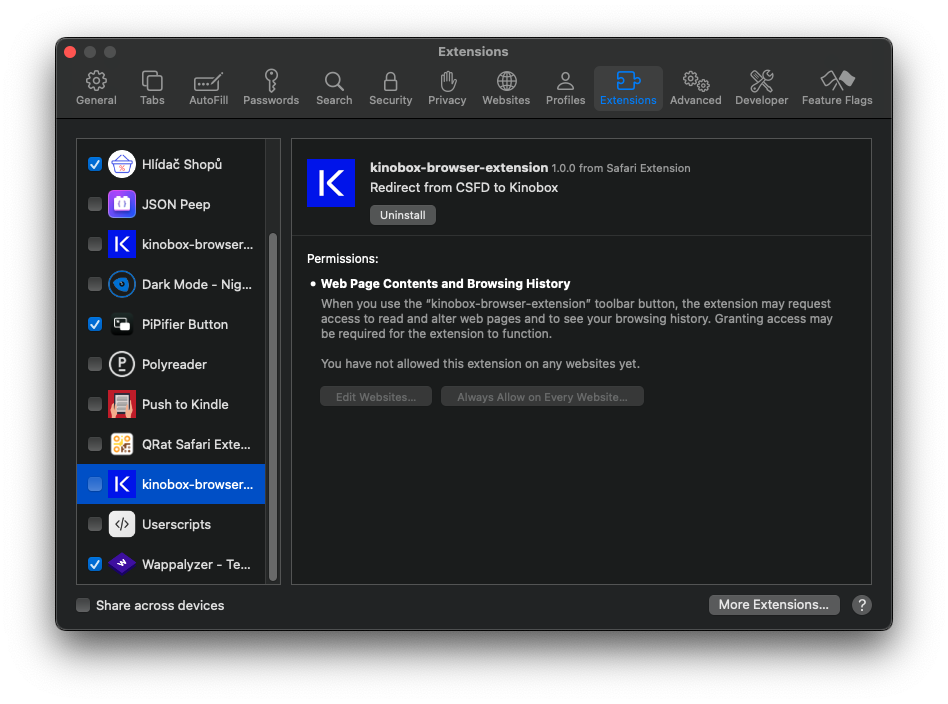 Extensions
General
Tabs
AutoFill
Passwords
Search
Security
Privacy
Websites
Profiles
Extensions
Advanced
Developer
Feature Flags
Hlídač Shopů
JSON Peep
kinobox-browser...
Dark Mode - Nig...
PiPifier Button
Polyreader
Push to Kindle
QRat Safari Exte...
kinobox-browser...
Userscripts
Wappalyzer - Te...
Share across devices
kinobox-browser-extension 1.0.0 from Safari Extension
Redirect from CSFD to Kinobox
Uninstall
Permissions:
• Web Page Contents and Browsing History
When you use the “kinobox-browser-extension” toolbar button, the extension may request
access to read and alter web pages and to see your browsing history. Granting access may
be required for the extension to function.
You have not allowed this extension on any websites yet.
Edit Websites...
Always Allow on Every Website...
More Extensions...
?